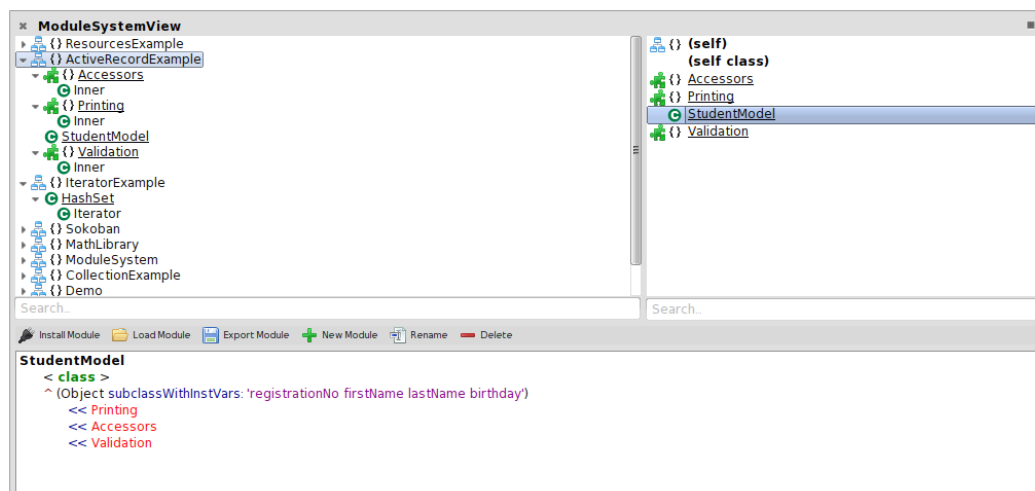 ModuleSystemView
{} ResourcesExample
{} ActiveRecordExample
{} Accessors
C Inner
{} Printing
C Inner
C StudentModel
{} Validation
C Inner
{} IteratorExample
C HashSet
C Iterator
{} Sokoban
{} MathLibrary
{} ModuleSystem
{} CollectionExample
{} Demo
Search..
{} (self)
(self class)
{} Accessors
{} Printing
C StudentModel
{} Validation
Search..
Install Module Load Module Export Module New Module Rename Delete
StudentModel
< class >
^ (Object subclassWithInstVars: 'registrationNo firstName lastName birthday')
<< Printing
<< Accessors
<< Validation